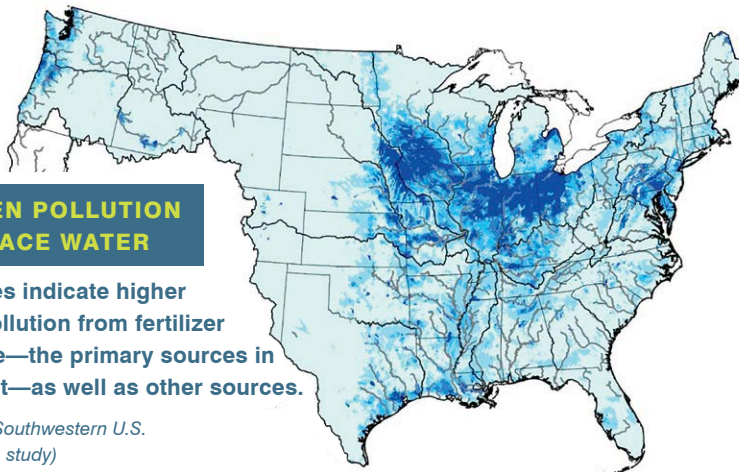 EN POLLUTION
ACE WATER
es indicate higher
ollution from fertilizer
e—the primary sources in
t—as well as other sources.
Southwestern U.S.
study)